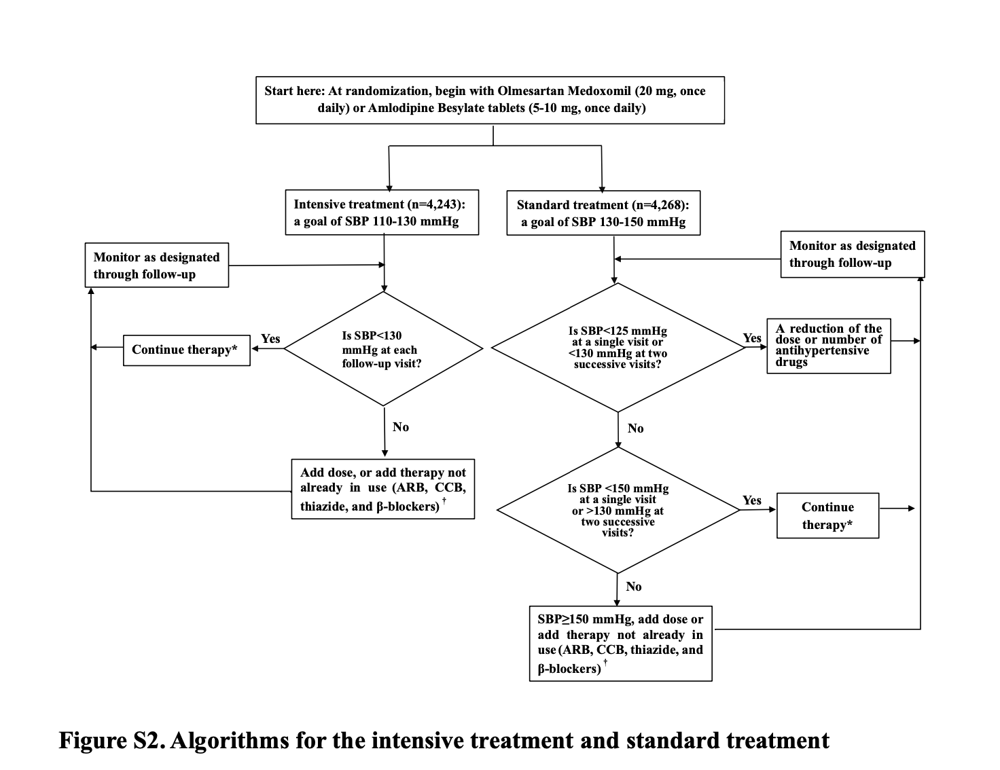 Start here: At randomization, begin with Olmesartan Medoxomil (20 mg, once
daily) or Amlodipine Besylate tablets (5-10 mg, once daily)
Intensive treatment (n=4,243):
a goal of SBP 110-130 mmHg
Standard treatment (n=4,268):
a goal of SBP 130-150 mmHg
Monitor as designated
through follow-up
Monitor as designated
through follow-up
Is SBP<130
mmHg at each
follow-up visit?
Yes
Continue therapy*
No
Add dose, or add therapy not
already in use (ARB, CCB,
thiazide, and β-blockers) †
Is SBP<125 mmHg
at a single visit or
<130 mmHg at two
successive visits?
Yes
A reduction of the
dose or number of
antihypertensive
drugs
No
Is SBP <150 mmHg
at a single visit
or >130 mmHg at
two successive
visits?
Yes
Continue
therapy*
No
SBP≥150 mmHg, add dose or
add therapy not already in
use (ARB, CCB, thiazide, and
β-blockers) †
Figure S2. Algorithms for the intensive treatment and standard treatment